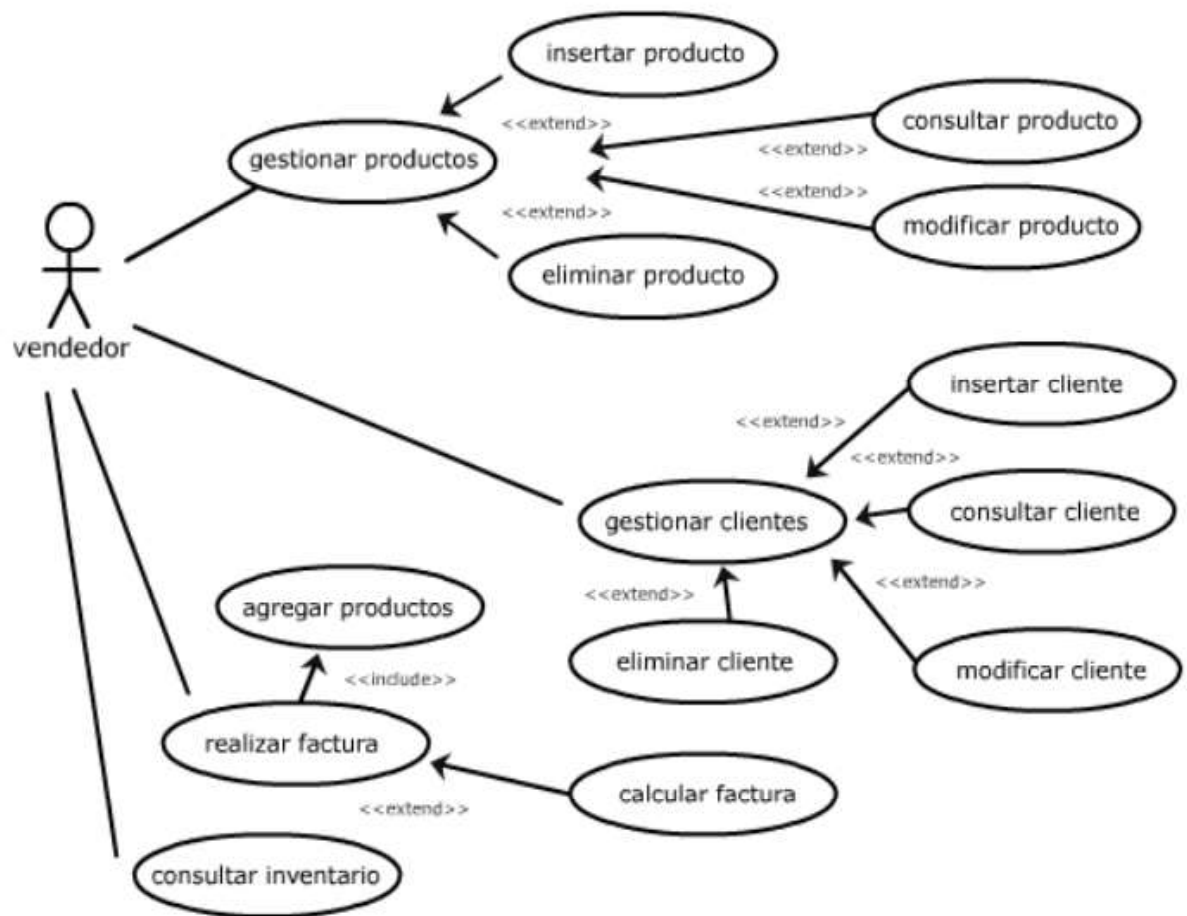 insertar producto
<<extend>>
consultar producto
gestionar productos
<<extend>>
<<extend>>
<<extend>>
modificar producto
eliminar producto
vendedor
insertar cliente
<<extend>>
<<extend>>
consultar cliente
gestionar clientes
<<extend>>
<<extend>>
agregar productos
eliminar cliente
modificar cliente
<<include>>
realizar factura
calcular factura
<<extend>>
consultar inventario